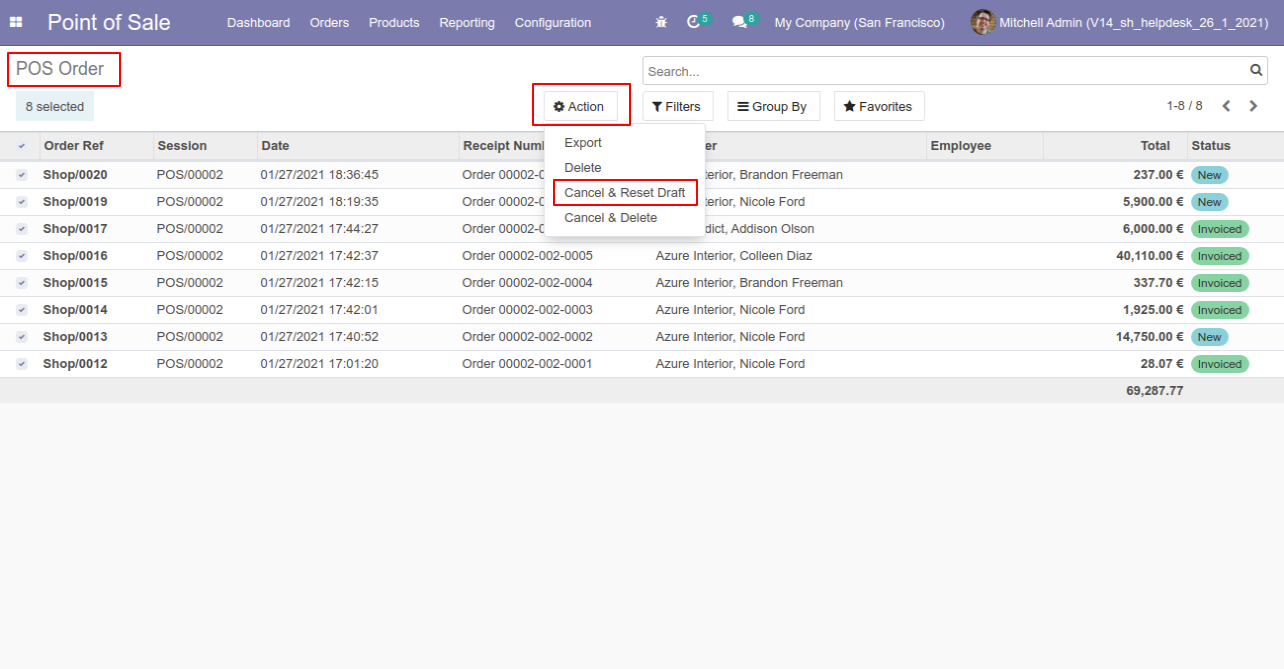 Point of Sale Dashboard Orders Products Reporting Configuration 5 8 My Company (San Francisco) Mitchell Admin (V14_sh_helpdesk_26_1_2021)
POS Order Search...
8 selected Action Filters Group By Favorites 1-8 / 8
Export
Delete
Cancel & Reset Draft
Cancel & Delete
Order Ref Session Date Receipt Num er Employee Total Status
Shop/0020 POS/00002 01/27/2021 18:36:45 Order 00002-0 terior, Brandon Freeman 237.00 € New
Shop/0019 POS/00002 01/27/2021 18:19:35 Order 00002-0 terior, Nicole Ford 5,900.00 € New
Shop/0017 POS/00002 01/27/2021 17:44:27 Order 00002-0 dict, Addison Olson 6,000.00 € Invoiced
Shop/0016 POS/00002 01/27/2021 17:42:37 Order 00002-002-0005 Azure Interior, Colleen Diaz 40,110.00 € Invoiced
Shop/0015 POS/00002 01/27/2021 17:42:15 Order 00002-002-0004 Azure Interior, Brandon Freeman 337.70 € Invoiced
Shop/0014 POS/00002 01/27/2021 17:42:01 Order 00002-002-0003 Azure Interior, Nicole Ford 1,925.00 € Invoiced
Shop/0013 POS/00002 01/27/2021 17:40:52 Order 00002-002-0002 Azure Interior, Nicole Ford 14,750.00 € New
Shop/0012 POS/00002 01/27/2021 17:01:20 Order 00002-002-0001 Azure Interior, Nicole Ford 28.07 € Invoiced
69,287.77